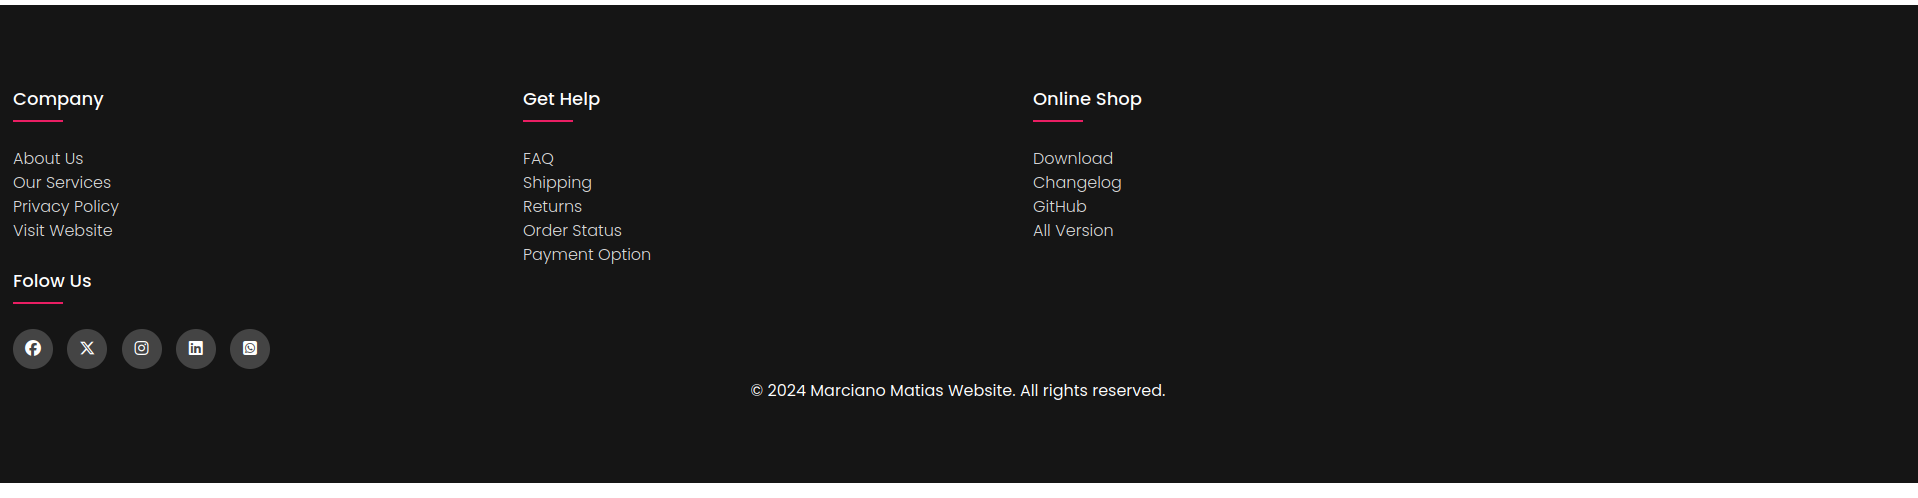 Company
About Us
Our Services
Privacy Policy
Visit Website
Folow Us
Get Help
FAQ
Shipping
Returns
Order Status
Payment Option
Online Shop
Download
Changelog
GitHub
All Version
© 2024 Marciano Matias Website. All rights reserved.